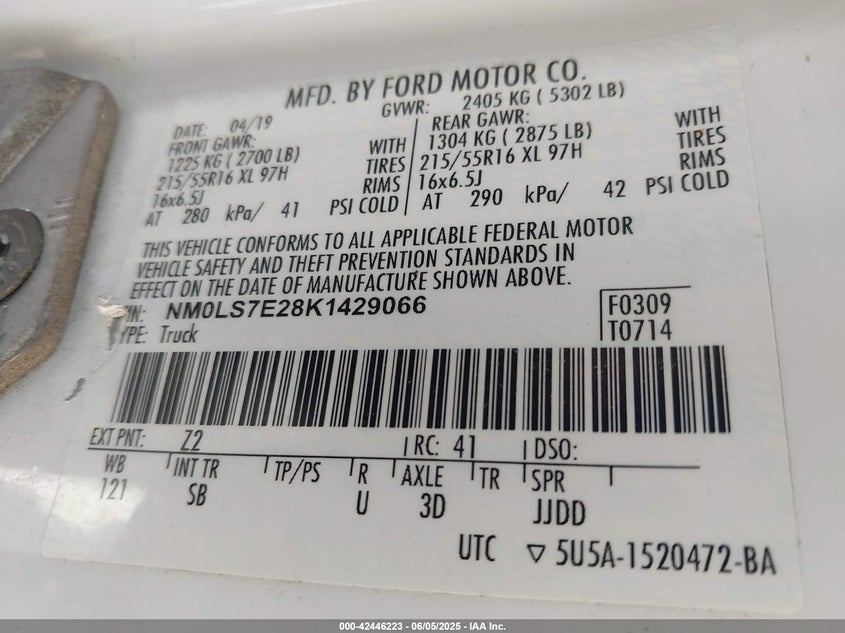 MFD. BY FORD MOTOR CO.
GVWR: 2405 KG ( 5302 LB)
DATE: 04/19
FRONT GAWR:
1225 KG ( 2700 LB) WITH
215/55R16 XL 97H TIRES
16x6.5J RIMS
AT 280 kPa/ 41 PSI COLD
REAR GAWR: WITH
1304 KG ( 2875 LB) TIRES
215/55R16 XL 97H RIMS
16x6.5J
AT 290 kPa/ 42 PSI COLD
THIS VEHICLE CONFORMS TO ALL APPLICABLE FEDERAL MOTOR
VEHICLE SAFETY AND THEFT PREVENTION STANDARDS IN
EFFECT ON THE DATE OF MANUFACTURE SHOWN ABOVE.
IN: NM0LS7E28K1429066 F0309
YPE: Truck T0714
EXT PNT: Z2 RC: 41 DSO:
WB INT TR TP/PS R AXLE TR SPR
121 SB U 3D JJDD
UTC ▽ 5U5A-1520472-BA
000-42446223 - 06/05/2025 - IAA Inc.